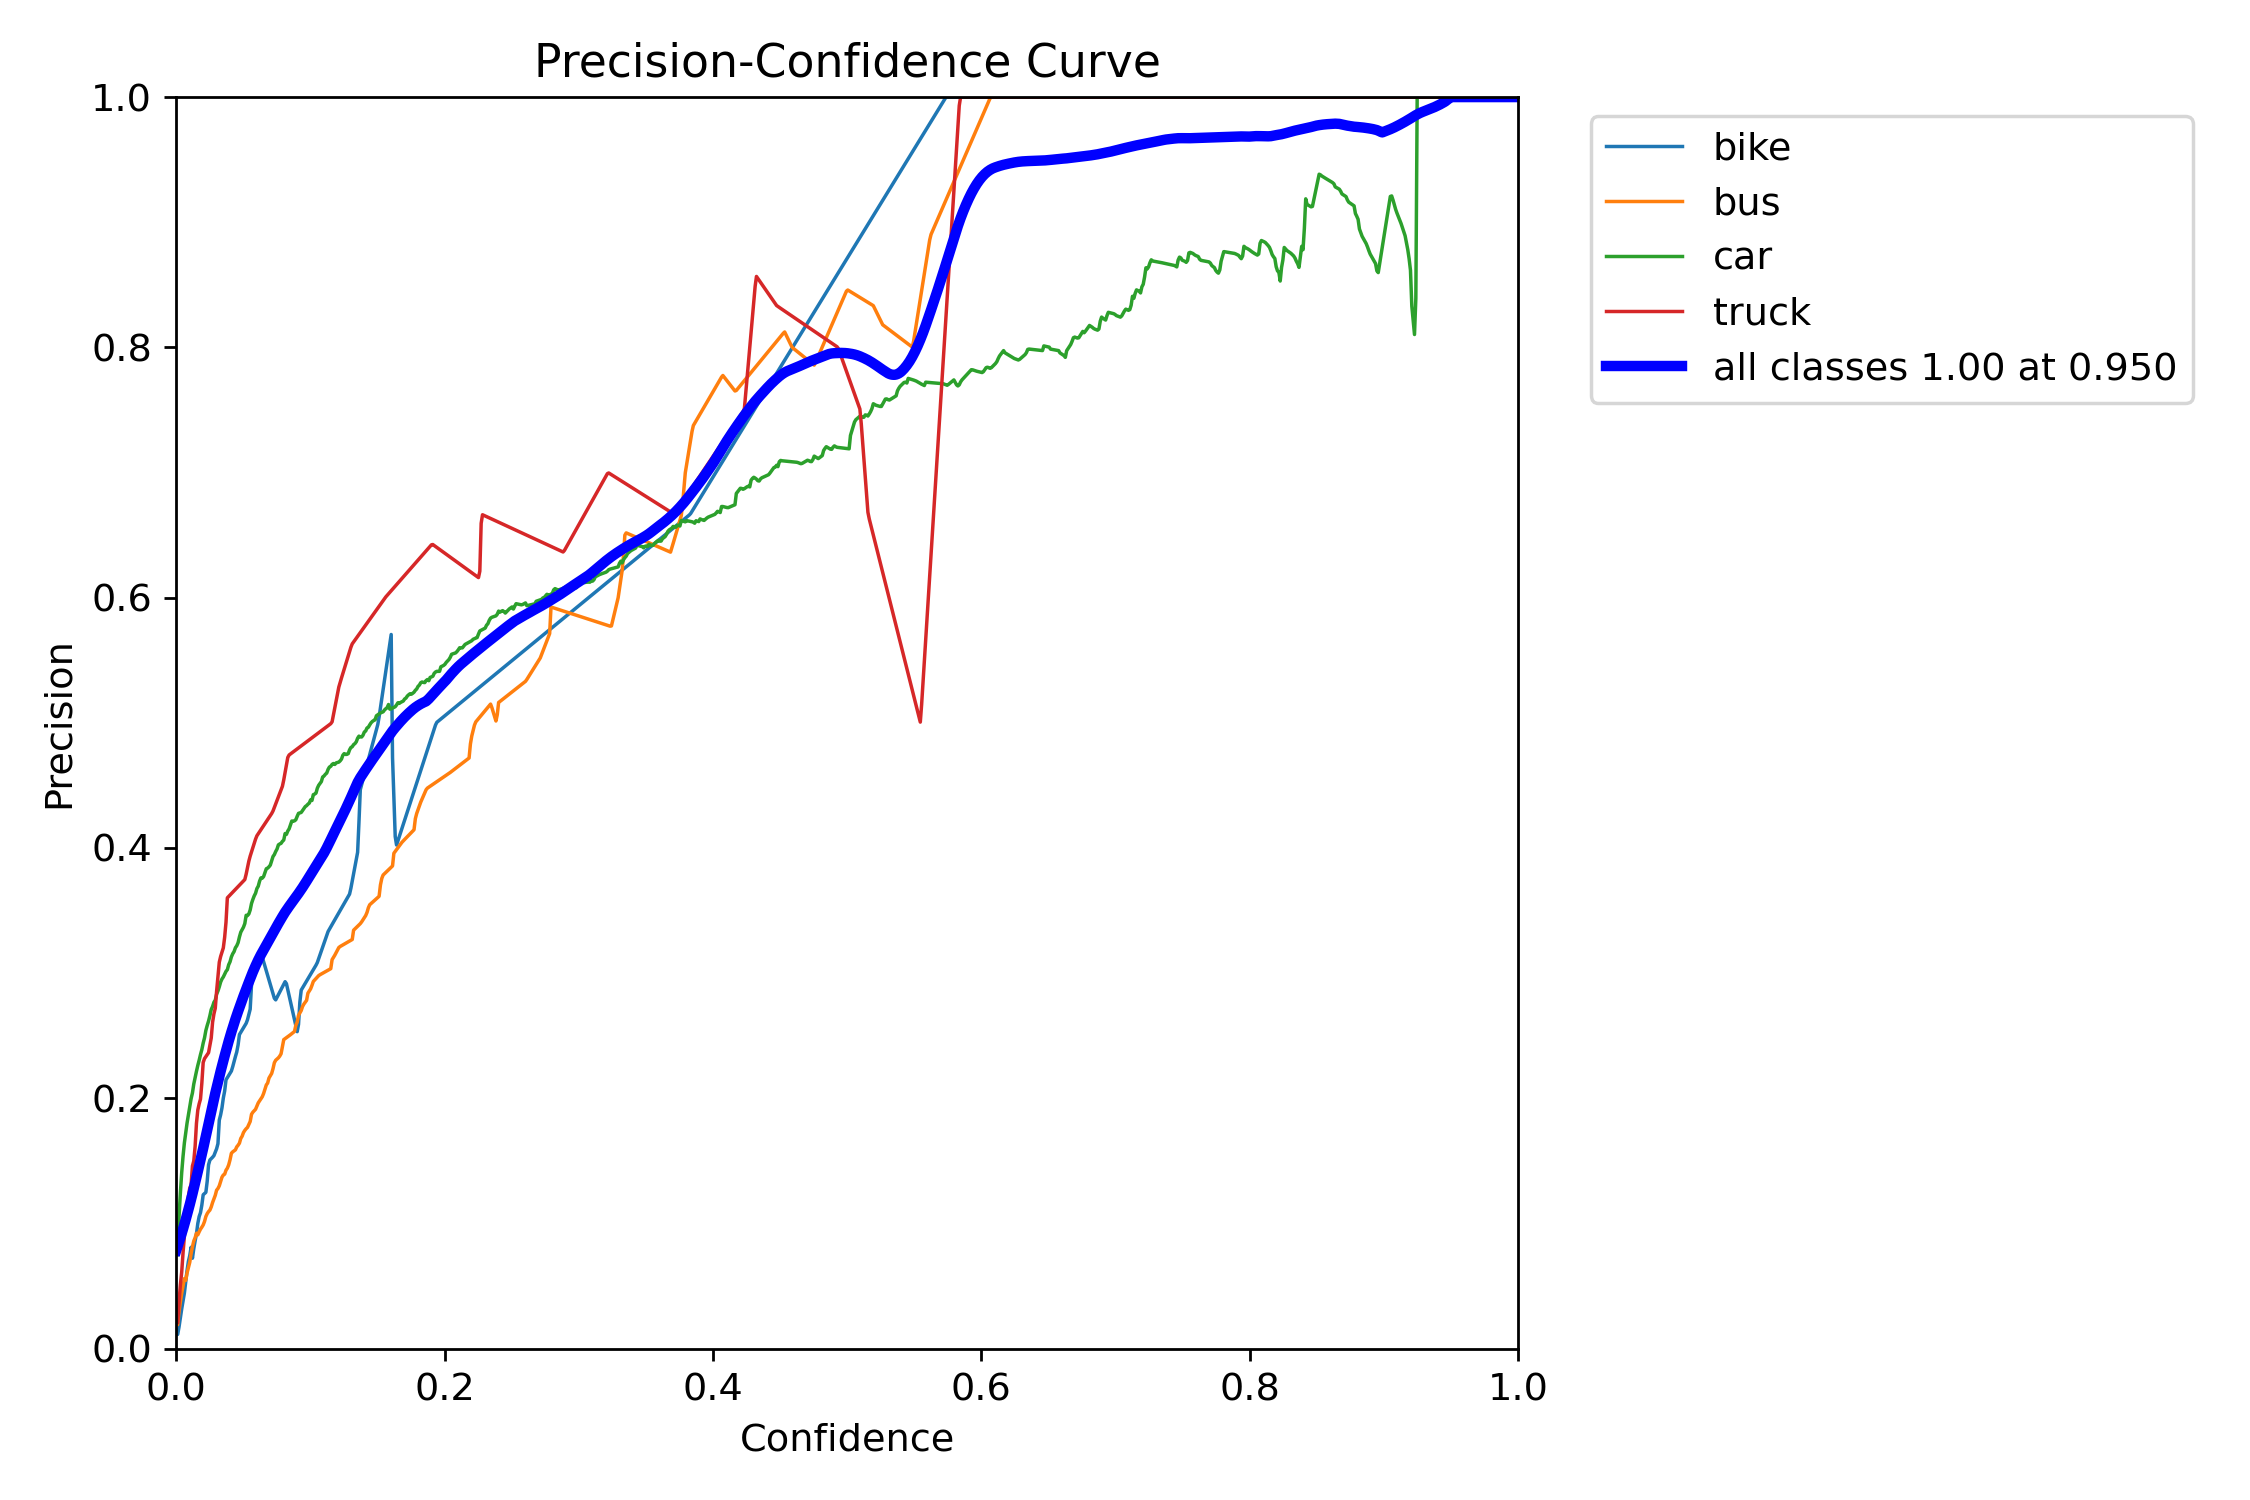 Precision-Confidence Curve
1.0
0.8
0.6
0.4
0.2
0.0
Precision
0.0 0.2 0.4 0.6 0.8 1.0
Confidence
bike
bus
car
truck
all classes 1.00 at 0.950